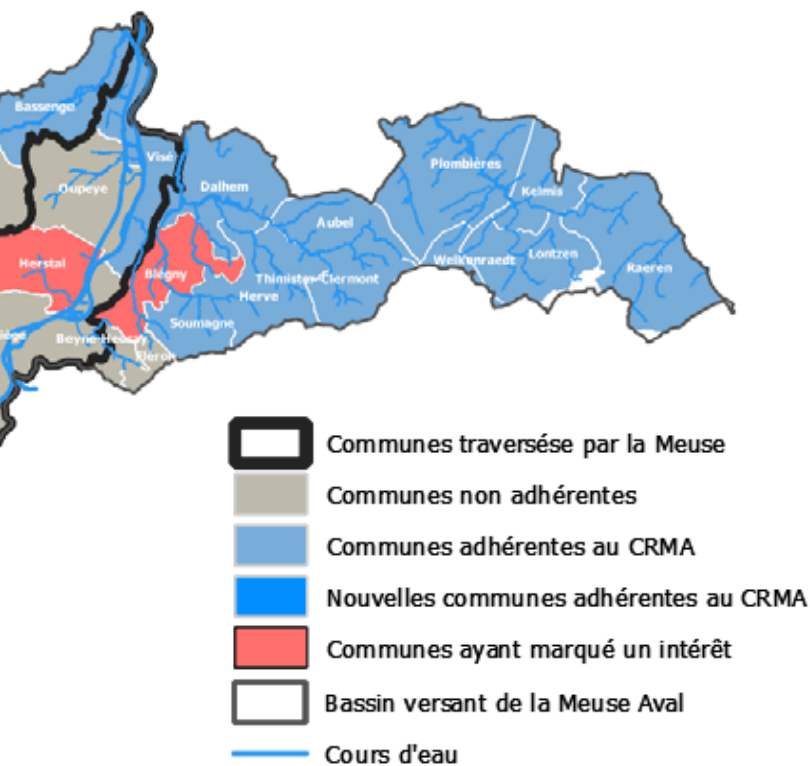 Bassenge
Visé
Oupeye
Dalhem
Plombières
Kelmis
Aubel
Herstal
Blégny
Thimister-Clermont
Welkenraedt
Lontzen
Raeren
Herve
Soumagne
Beyne-Heusay
Fléron
Communes traversése par la Meuse
Communes non adhérentes
Communes adhérentes au CRMA
Nouvelles communes adhérentes au CRMA
Communes ayant marqué un intérêt
Bassin versant de la Meuse Aval
Cours d'eau